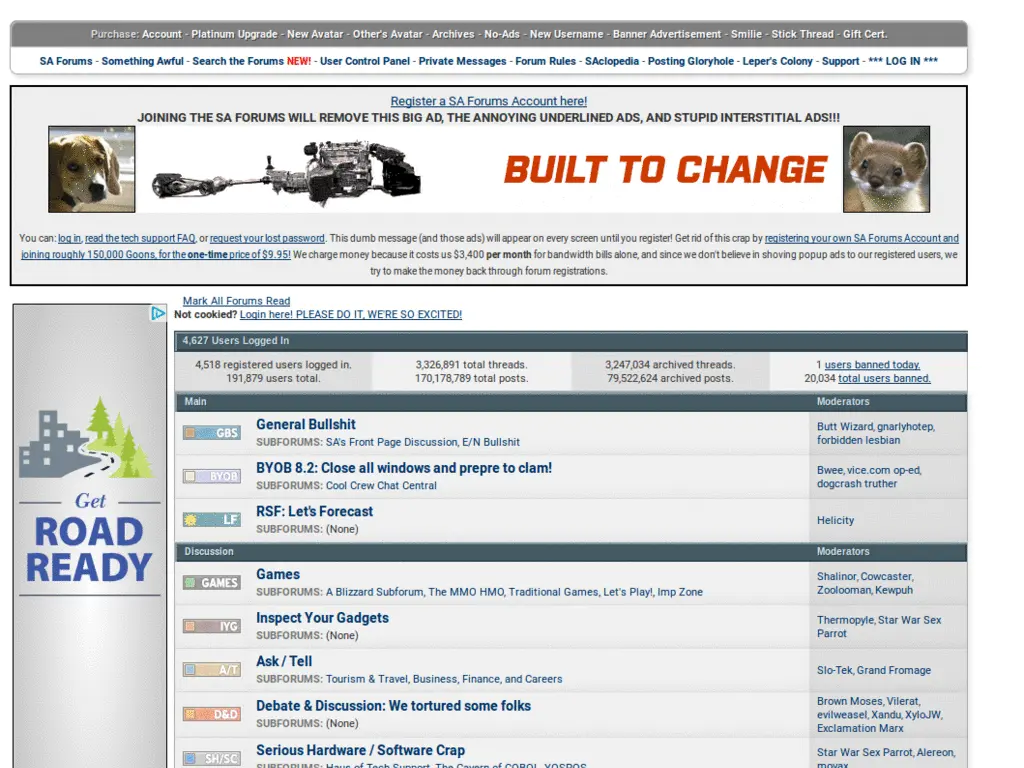 Purchase: Account - Platinum Upgrade - New Avatar - Other's Avatar - Archives - No-Ads - New Username - Banner Advertisement - Smilie - Stick Thread - Gift Cert.
SA Forums - Something Awful - Search the Forums NEW! - User Control Panel - Private Messages - Forum Rules - SAclopedia - Posting Gloryhole - Leper's Colony - Support - *** LOG IN ***
Register a SA Forums Account here!
JOINING THE SA FORUMS WILL REMOVE THIS BIG AD, THE ANNOYING UNDERLINED ADS, AND STUPID INTERSTITIAL ADS!!!
BUILT TO CHANGE
You can: log in, read the tech support FAQ, or request your lost password. This dumb message (and those ads) will appear on every screen until you register! Get rid of this crap by registering your own SA Forums Account and
joining roughly 150,000 Goons, for the one-time price of $9.95! We charge money because it costs us $3,400 per month for bandwidth bills alone, and since we don't believe in shoving popup ads to our registered users, we
try to make the money back through forum registrations.
Mark All Forums Read
Not cookied? Login here! PLEASE DO IT, WE'RE SO EXCITED!
Get
ROAD
READY
4,627 Users Logged In
4,518 registered users logged in.
191,879 users total.
3,326,891 total threads.
170,178,789 total posts.
3,247,034 archived threads.
79,522,624 archived posts.
1 users banned today.
20,034 total users banned.
Main
Moderators
GBS
General Bullshit
SUBFORUMS: SA's Front Page Discussion, E/N Bullshit
Butt Wizard, gnarlyhotep,
forbidden lesbian
BYOB
BYOB 8.2: Close all windows and prepre to clam!
SUBFORUMS: Cool Crew Chat Central
Bwee, vice.com op-ed,
dogcrash truther
LF
RSF: Let's Forecast
SUBFORUMS: (None)
Helicity
Discussion
Moderators
GAMES
Games
SUBFORUMS: A Blizzard Subforum, The MMO HMO, Traditional Games, Let's Play!, Imp Zone
Shalinor, Cowcaster,
Zoolooman, Kewpuh
IYG
Inspect Your Gadgets
SUBFORUMS: (None)
Thermopyle, Star War Sex
Parrot
A/T
Ask / Tell
SUBFORUMS: Tourism & Travel, Business, Finance, and Careers
Slo-Tek, Grand Fromage
D&D
Debate & Discussion: We tortured some folks
SUBFORUMS: (None)
Brown Moses, Vilerat,
evilweasel, Xandu, XyloJW,
Exclamation Marx
SH/SC
Serious Hardware / Software Crap
SUBFORUMS: Haus of Tech Support, The Cavern of COBOL, YOSPOS
Star War Sex Parrot, Alereon,
movax